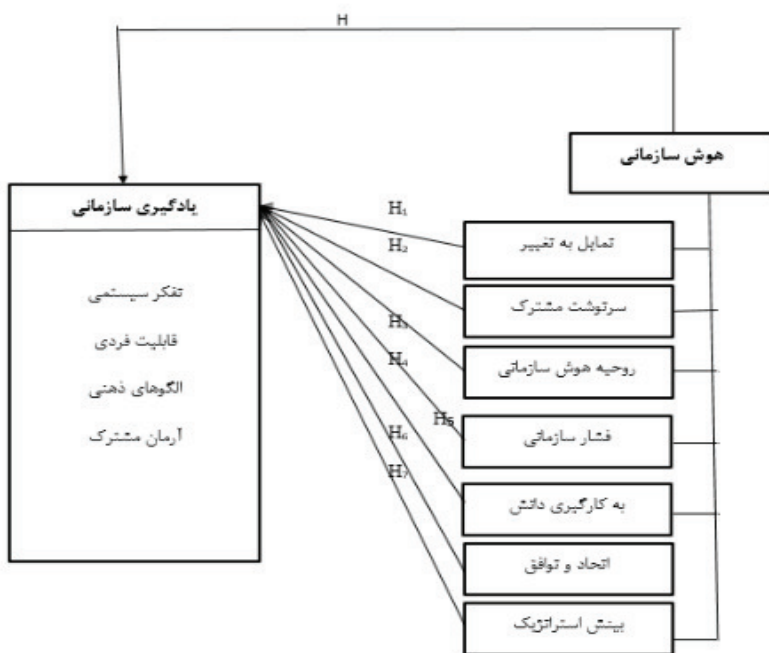 H
هوش سازمانی
یادگیری سازمانی
تفکر سیستمی
قابلیت فردی
الگوهای ذهنی
آرمان مشترک
H₁
H₂
H₃
H₄
H₅
H₆
H₇
تمایل به تغییر
سرتوشت مشترک
روحیه هوش سازمانی
فشار سازمانی
به کارگیری دانش
اتحاد و توافق
بینش استراتژیک